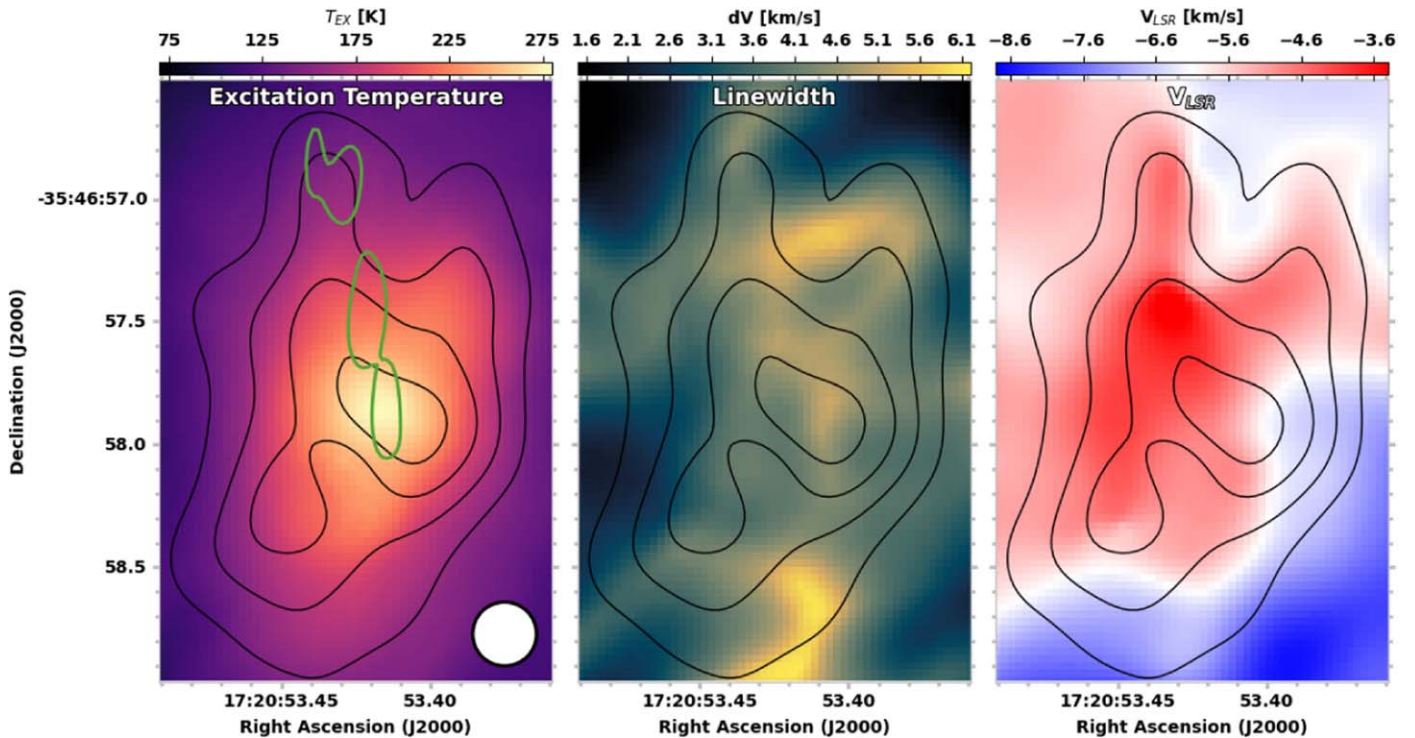 T_EX [K]
75 125 175 225 275
Excitation Temperature
dV [km/s]
1.6 2.1 2.6 3.1 3.6 4.1 4.6 5.1 5.6 6.1
Linewidth
V_LSR [km/s]
−8.6 −7.6 −6.6 −5.6 −4.6 −3.6
V_LSR
Declination (J2000)
-35:46:57.0
57.5
58.0
58.5
17:20:53.45 53.40
Right Ascension (J2000)
17:20:53.45 53.40
Right Ascension (J2000)
17:20:53.45 53.40
Right Ascension (J2000)